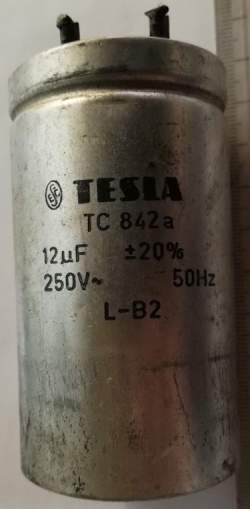 TESLA
TC 842a
12µF ±20%
250V~ 50Hz
L-B2